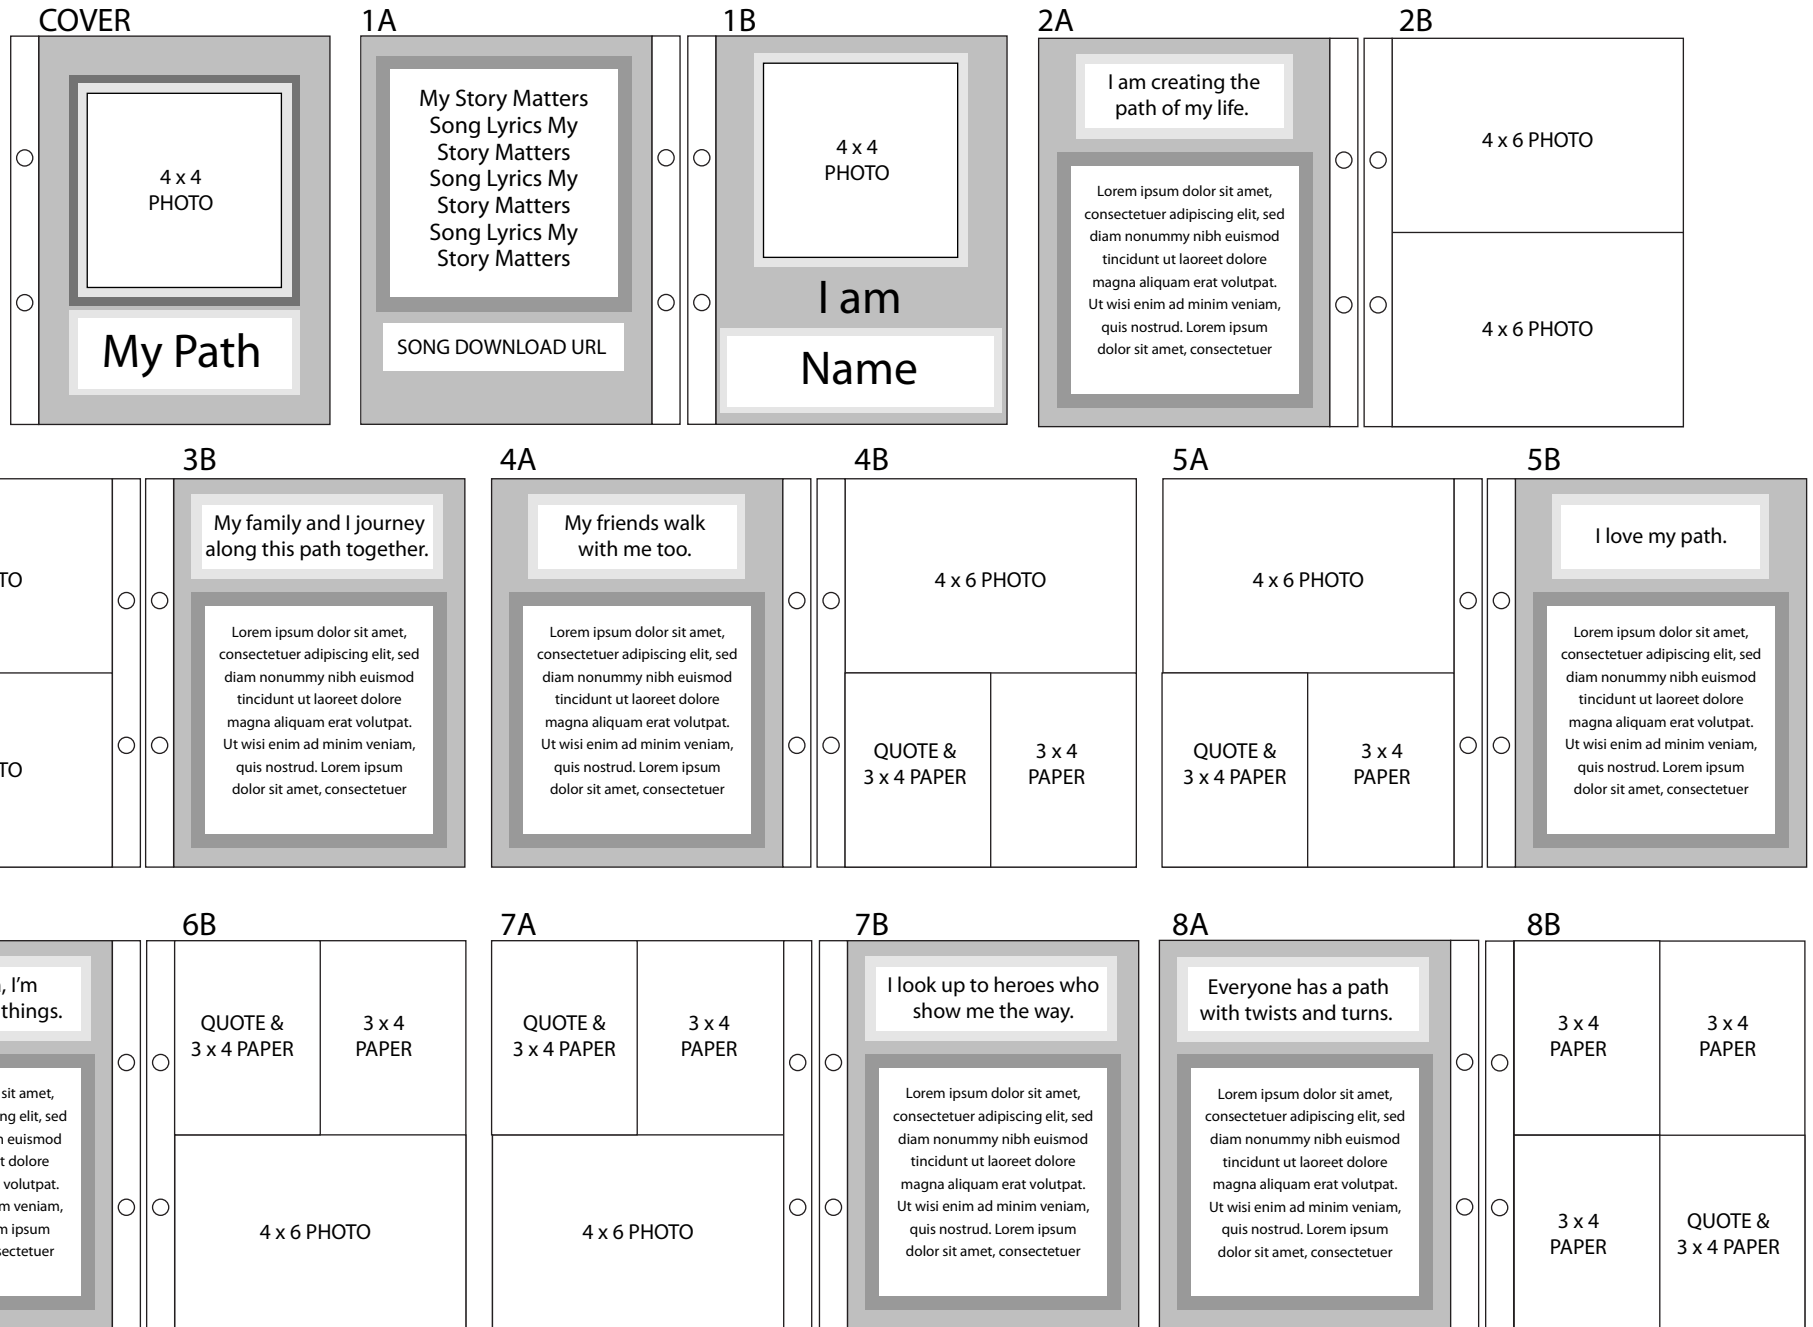 COVER
4 x 4
PHOTO
My Path
1A
My Story Matters
Song Lyrics My
Story Matters
Song Lyrics My
Story Matters
Song Lyrics My
Story Matters
SONG DOWNLOAD URL
1B
4 x 4
PHOTO
I am
Name
2A
I am creating the
path of my life.
Lorem ipsum dolor sit amet,
consectetuer adipiscing elit, sed
diam nonummy nibh euismod
tincidunt ut laoreet dolore
magna aliquam erat volutpat.
Ut wisi enim ad minim veniam,
quis nostrud. Lorem ipsum
dolor sit amet, consectetuer
2B
4 x 6 PHOTO
4 x 6 PHOTO
TO
TO
3B
My family and I journey
along this path together.
Lorem ipsum dolor sit amet,
consectetuer adipiscing elit, sed
diam nonummy nibh euismod
tincidunt ut laoreet dolore
magna aliquam erat volutpat.
Ut wisi enim ad minim veniam,
quis nostrud. Lorem ipsum
dolor sit amet, consectetuer
4A
My friends walk
with me too.
Lorem ipsum dolor sit amet,
consectetuer adipiscing elit, sed
diam nonummy nibh euismod
tincidunt ut laoreet dolore
magna aliquam erat volutpat.
Ut wisi enim ad minim veniam,
quis nostrud. Lorem ipsum
dolor sit amet, consectetuer
4B
4 x 6 PHOTO
QUOTE &
3 x 4 PAPER
3 x 4
PAPER
5A
4 x 6 PHOTO
QUOTE &
3 x 4 PAPER
3 x 4
PAPER
5B
I love my path.
Lorem ipsum dolor sit amet,
consectetuer adipiscing elit, sed
diam nonummy nibh euismod
tincidunt ut laoreet dolore
magna aliquam erat volutpat.
Ut wisi enim ad minim veniam,
quis nostrud. Lorem ipsum
dolor sit amet, consectetuer
, I’m
things.
sit amet,
ng elit, sed
euismod
t dolore
volutpat.
m veniam,
m ipsum
sectetuer
6B
QUOTE &
3 x 4 PAPER
3 x 4
PAPER
4 x 6 PHOTO
7A
QUOTE &
3 x 4 PAPER
3 x 4
PAPER
4 x 6 PHOTO
7B
I look up to heroes who
show me the way.
Lorem ipsum dolor sit amet,
consectetuer adipiscing elit, sed
diam nonummy nibh euismod
tincidunt ut laoreet dolore
magna aliquam erat volutpat.
Ut wisi enim ad minim veniam,
quis nostrud. Lorem ipsum
dolor sit amet, consectetuer
8A
Everyone has a path
with twists and turns.
Lorem ipsum dolor sit amet,
consectetuer adipiscing elit, sed
diam nonummy nibh euismod
tincidunt ut laoreet dolore
magna aliquam erat volutpat.
Ut wisi enim ad minim veniam,
quis nostrud. Lorem ipsum
dolor sit amet, consectetuer
8B
3 x 4
PAPER
3 x 4
PAPER
3 x 4
PAPER
QUOTE &
3 x 4 PAPER